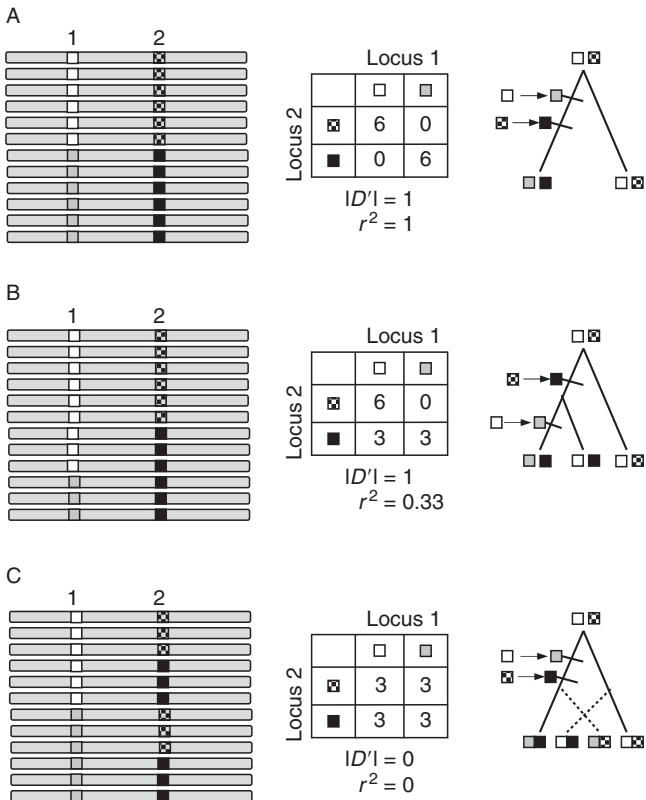 A
1 2
Locus 1
Locus 2
6 0
0 6
|D′| = 1
r² = 1
B
1 2
Locus 1
Locus 2
6 0
3 3
|D′| = 1
r² = 0.33
C
1 2
Locus 1
Locus 2
3 3
3 3
|D′| = 0
r² = 0